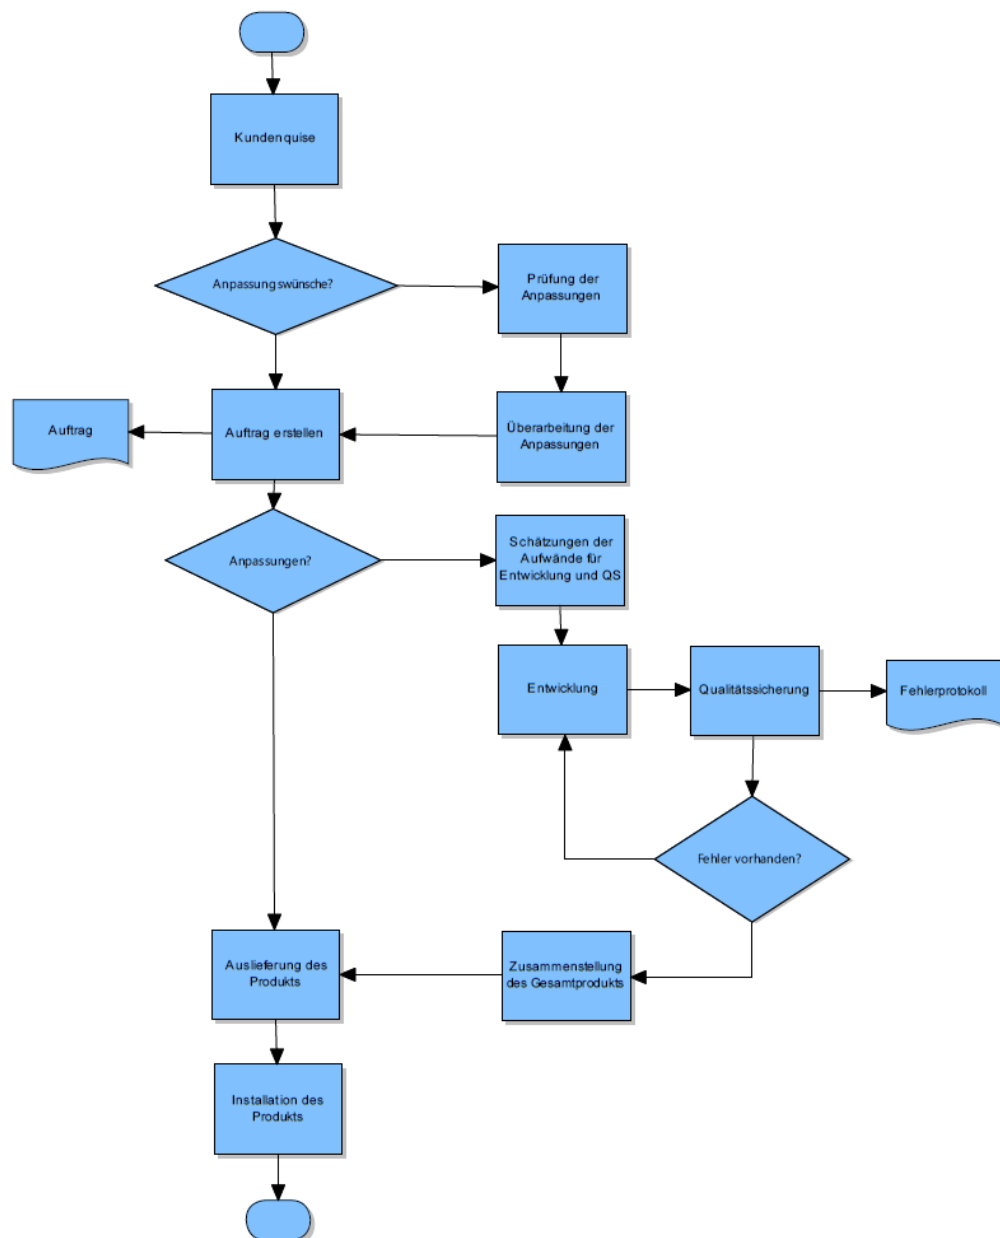 Kundenquise
Anpassungswünsche?
Prüfung der
Anpassungen
Auftrag
Auftrag erstellen
Überarbeitung der
Anpassungen
Anpassungen?
Schätzungen der
Aufwände für
Entwicklung und QS
Entwicklung
Qualitätssicherung
Fehlerprotokoll
Fehler vorhanden?
Auslieferung des
Produkts
Zusammenstellung
des Gesamtprodukts
Installation des
Produkts